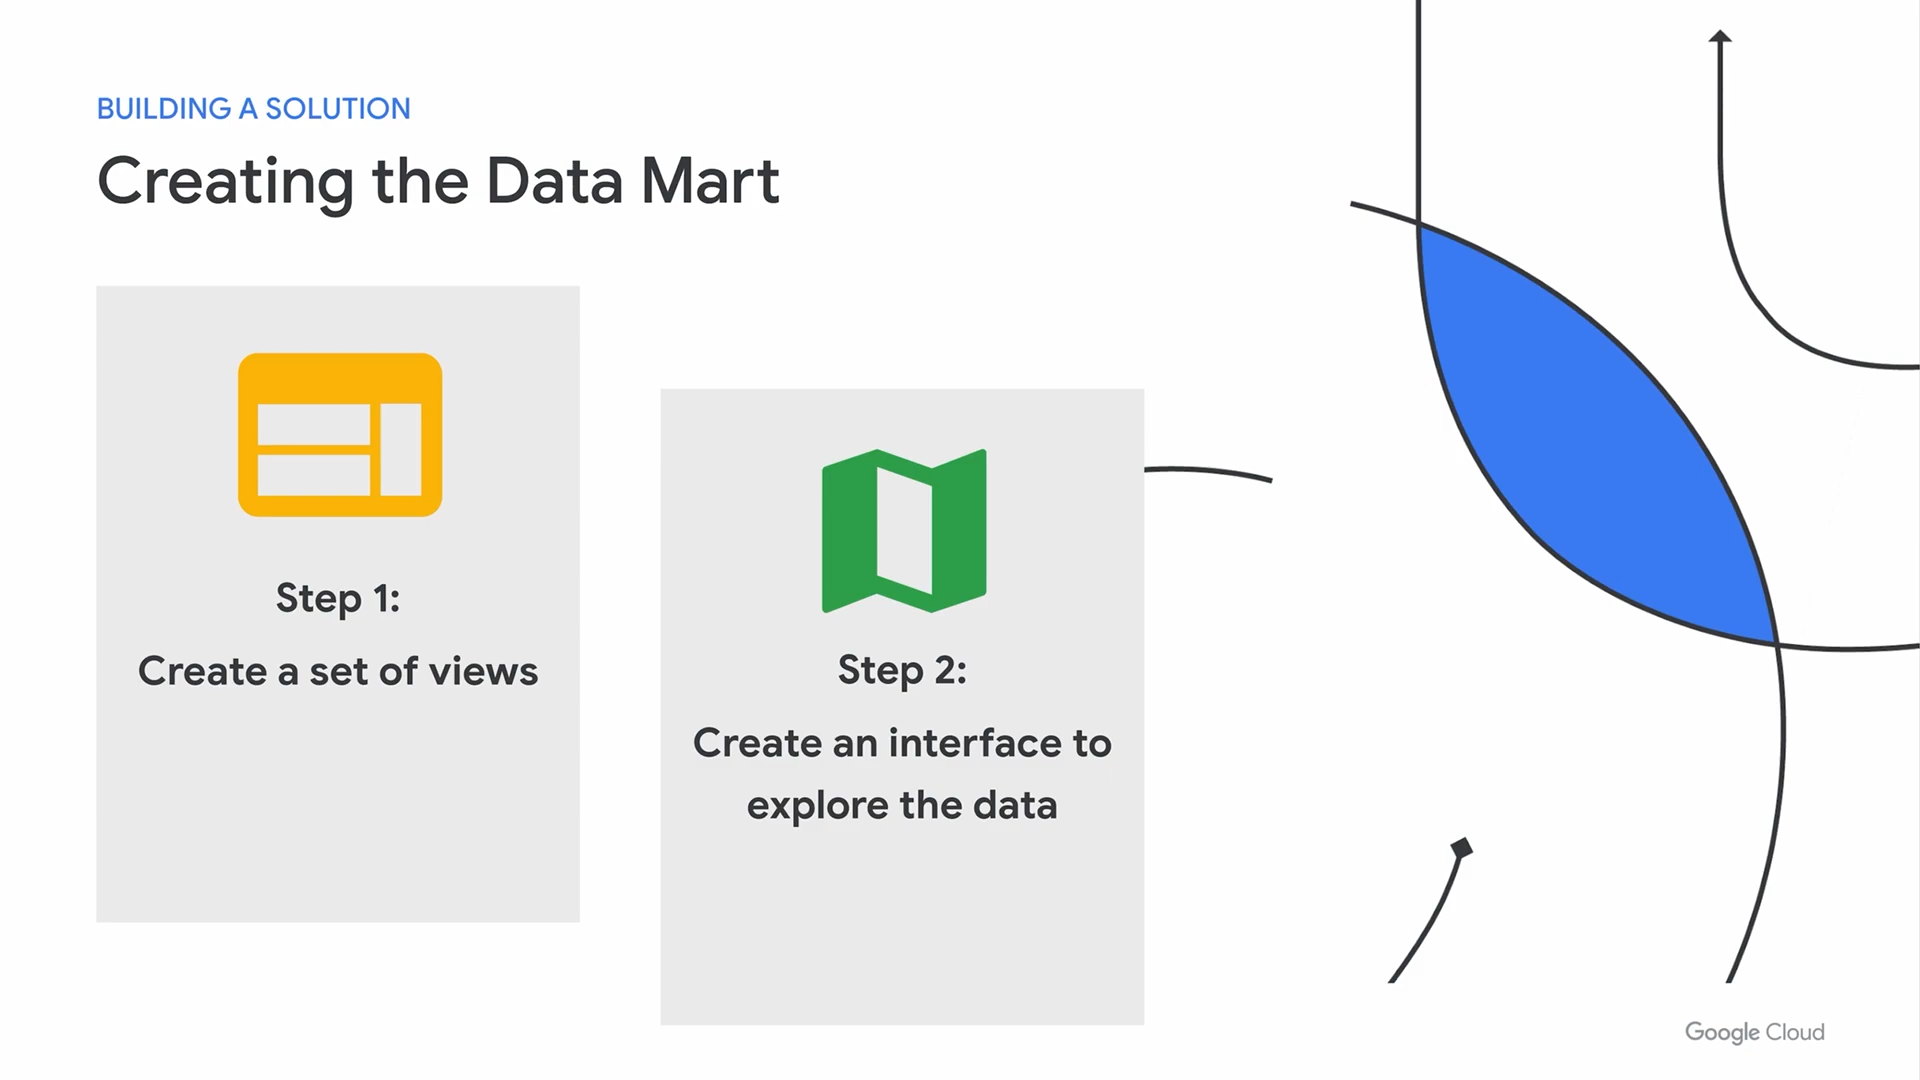 BUILDING A SOLUTION
Creating the Data Mart
Step 1:
Create a set of views
Step 2:
Create an interface to
explore the data
Google Cloud